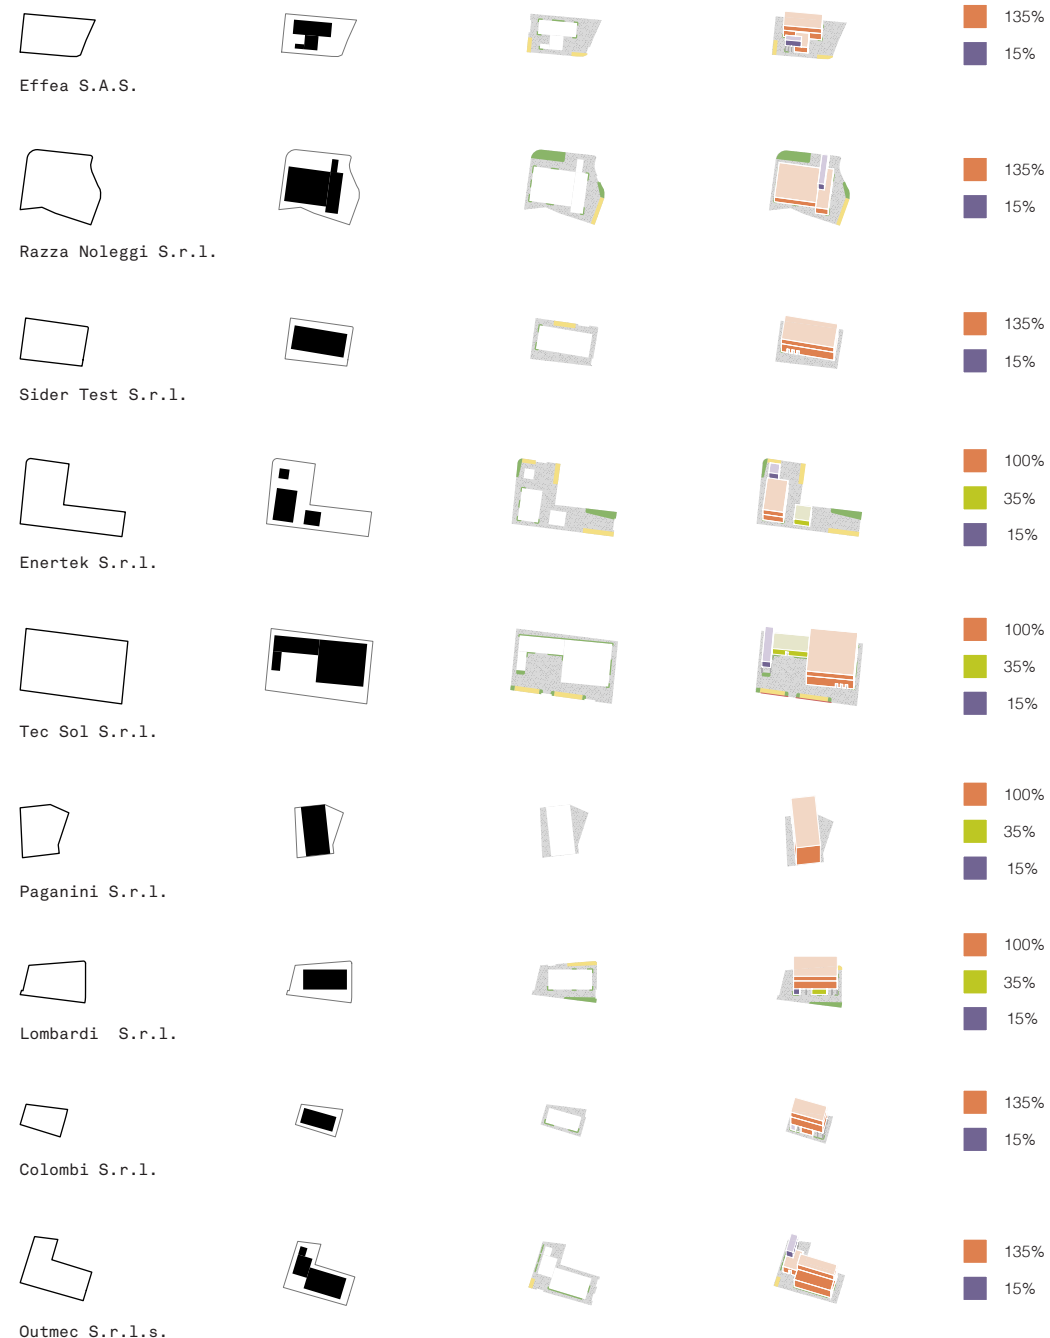 135%
15%
Effea S.A.S.
135%
15%
Razza Noleggi S.r.l.
135%
15%
Sider Test S.r.l.
100%
35%
15%
Enertek S.r.l.
100%
35%
15%
Tec Sol S.r.l.
100%
35%
15%
Paganini S.r.l.
100%
35%
15%
Lombardi  S.r.l.
135%
15%
Colombi S.r.l.
135%
15%
Outmec S.r.l.s.